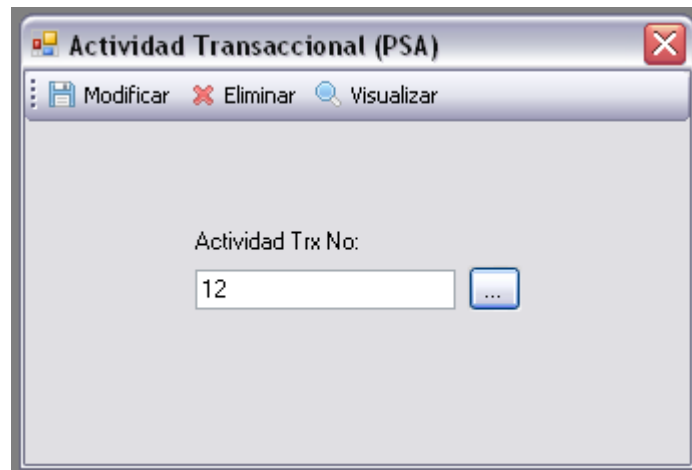 Actividad Transaccional (PSA)
Modificar Eliminar Visualizar
Actividad Trx No:
12
...